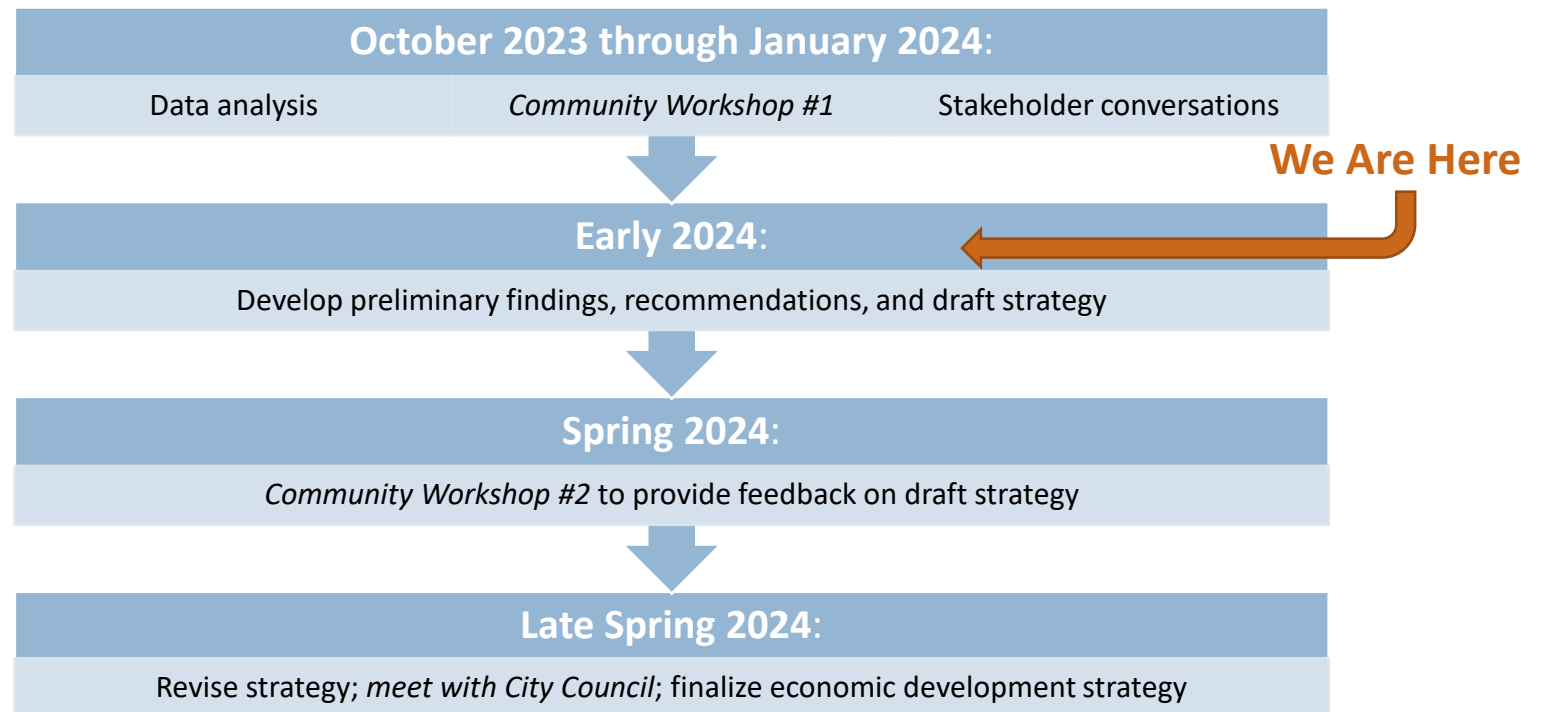 October 2023 through January 2024:
Data analysis
Community Workshop #1
Stakeholder conversations
We Are Here
Early 2024:
Develop preliminary findings, recommendations, and draft strategy
Spring 2024:
Community Workshop #2 to provide feedback on draft strategy
Late Spring 2024:
Revise strategy; meet with City Council; finalize economic development strategy